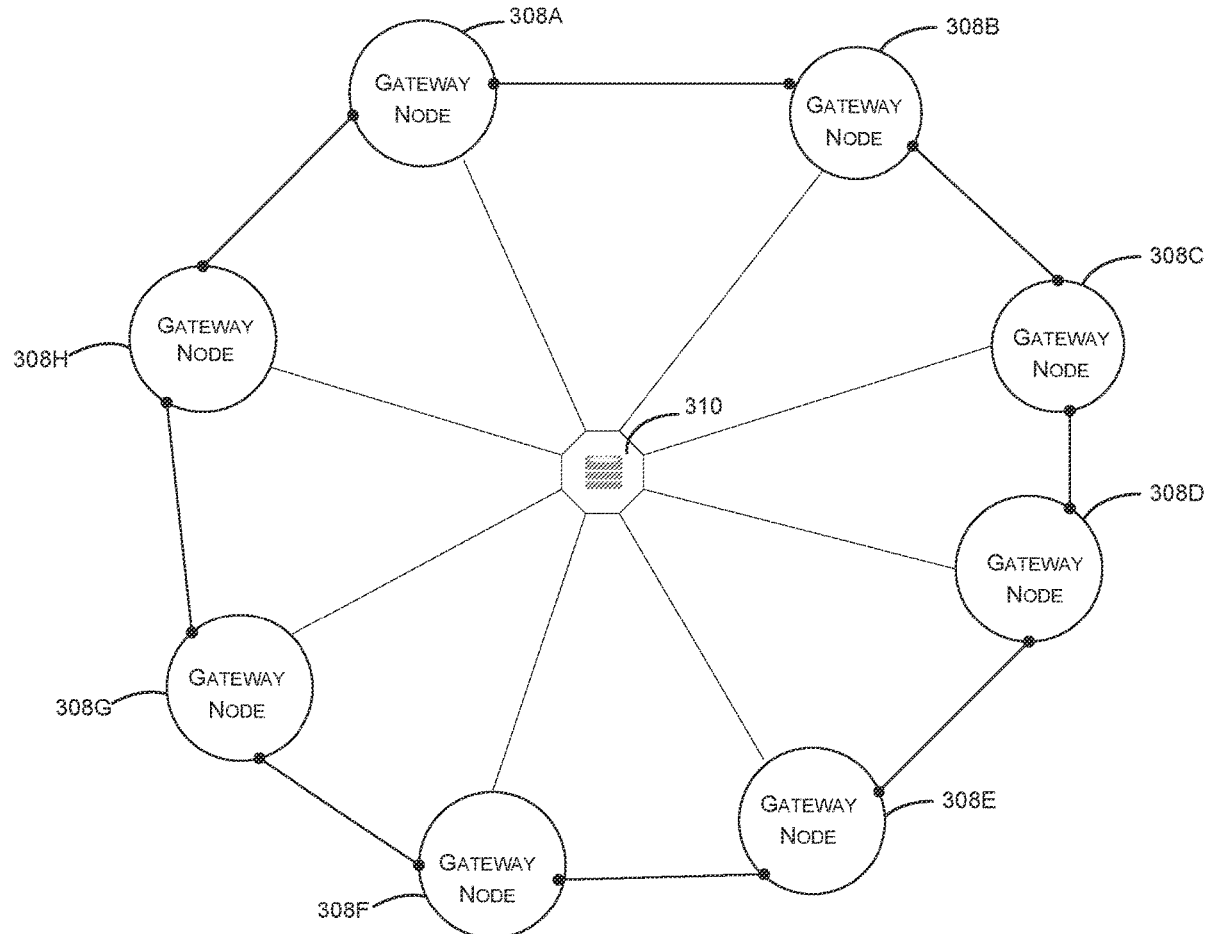 308A
GATEWAY
NODE
308B
GATEWAY
NODE
308C
GATEWAY
NODE
308H
GATEWAY
NODE
310
308D
GATEWAY
NODE
308G
GATEWAY
NODE
308E
GATEWAY
NODE
308F
GATEWAY
NODE